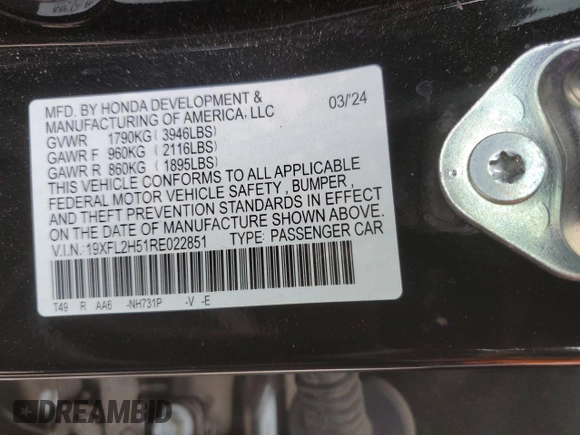 MFD. BY HONDA DEVELOPMENT & 03/'24
MANUFACTURING OF AMERICA, LLC
GVWR 1790KG ( 3946LBS)
GAWR F 960KG ( 2116LBS)
GAWR R 860KG ( 1895LBS)
THIS VEHICLE CONFORMS TO ALL APPLICABLE
FEDERAL MOTOR VEHICLE SAFETY , BUMPER ,
AND THEFT PREVENTION STANDARDS IN EFFECT
ON THE DATE OF MANUFACTURE SHOWN ABOVE.
V.I.N.:19XFL2H51RE022851 TYPE: PASSENGER CAR
T49 R AA6 -NH731P -V -E
DREAMBID